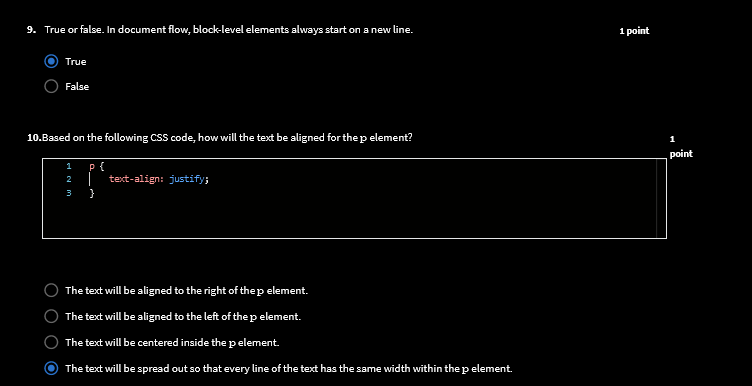 9. True or false. In document flow, block-level elements always start on a new line.
1 point
True
False
10.Based on the following CSS code, how will the text be aligned for the p element?
1
point
1 p {
2 text-align: justify;
3 }
The text will be aligned to the right of the p element.
The text will be aligned to the left of the p element.
The text will be centered inside the p element.
The text will be spread out so that every line of the text has the same width within the p element.